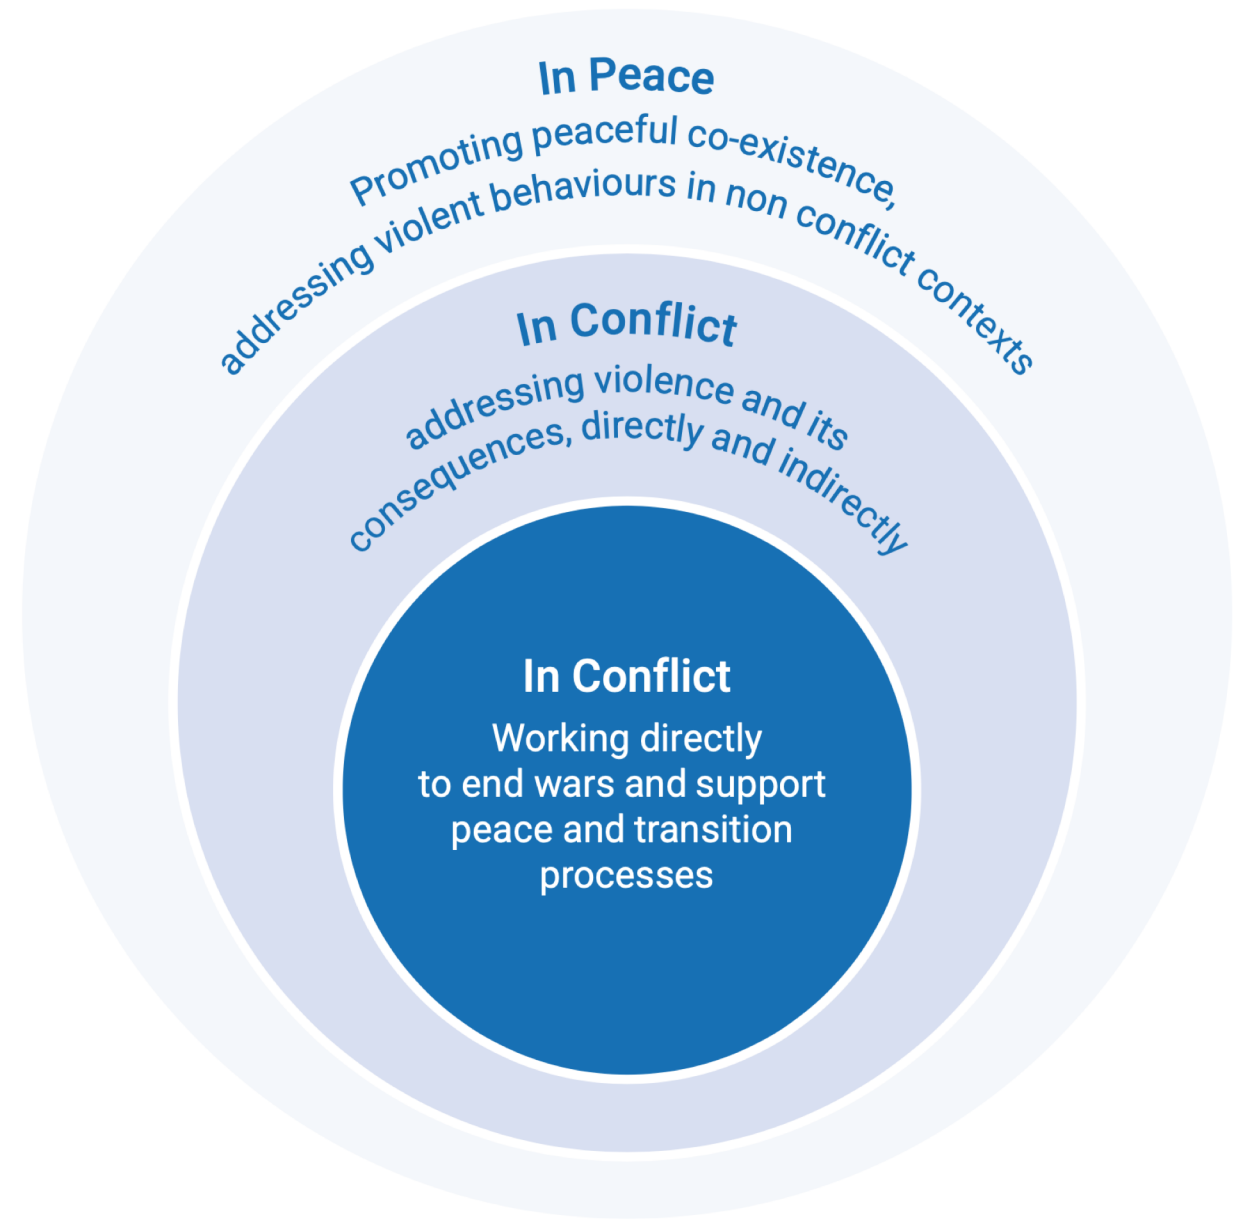 In Peace
Promoting peaceful co-existence,
addressing violent behaviours in non conflict contexts
In Conflict
addressing violence and its
consequences, directly and indirectly
In Conflict
Working directly
to end wars and support
peace and transition
processes